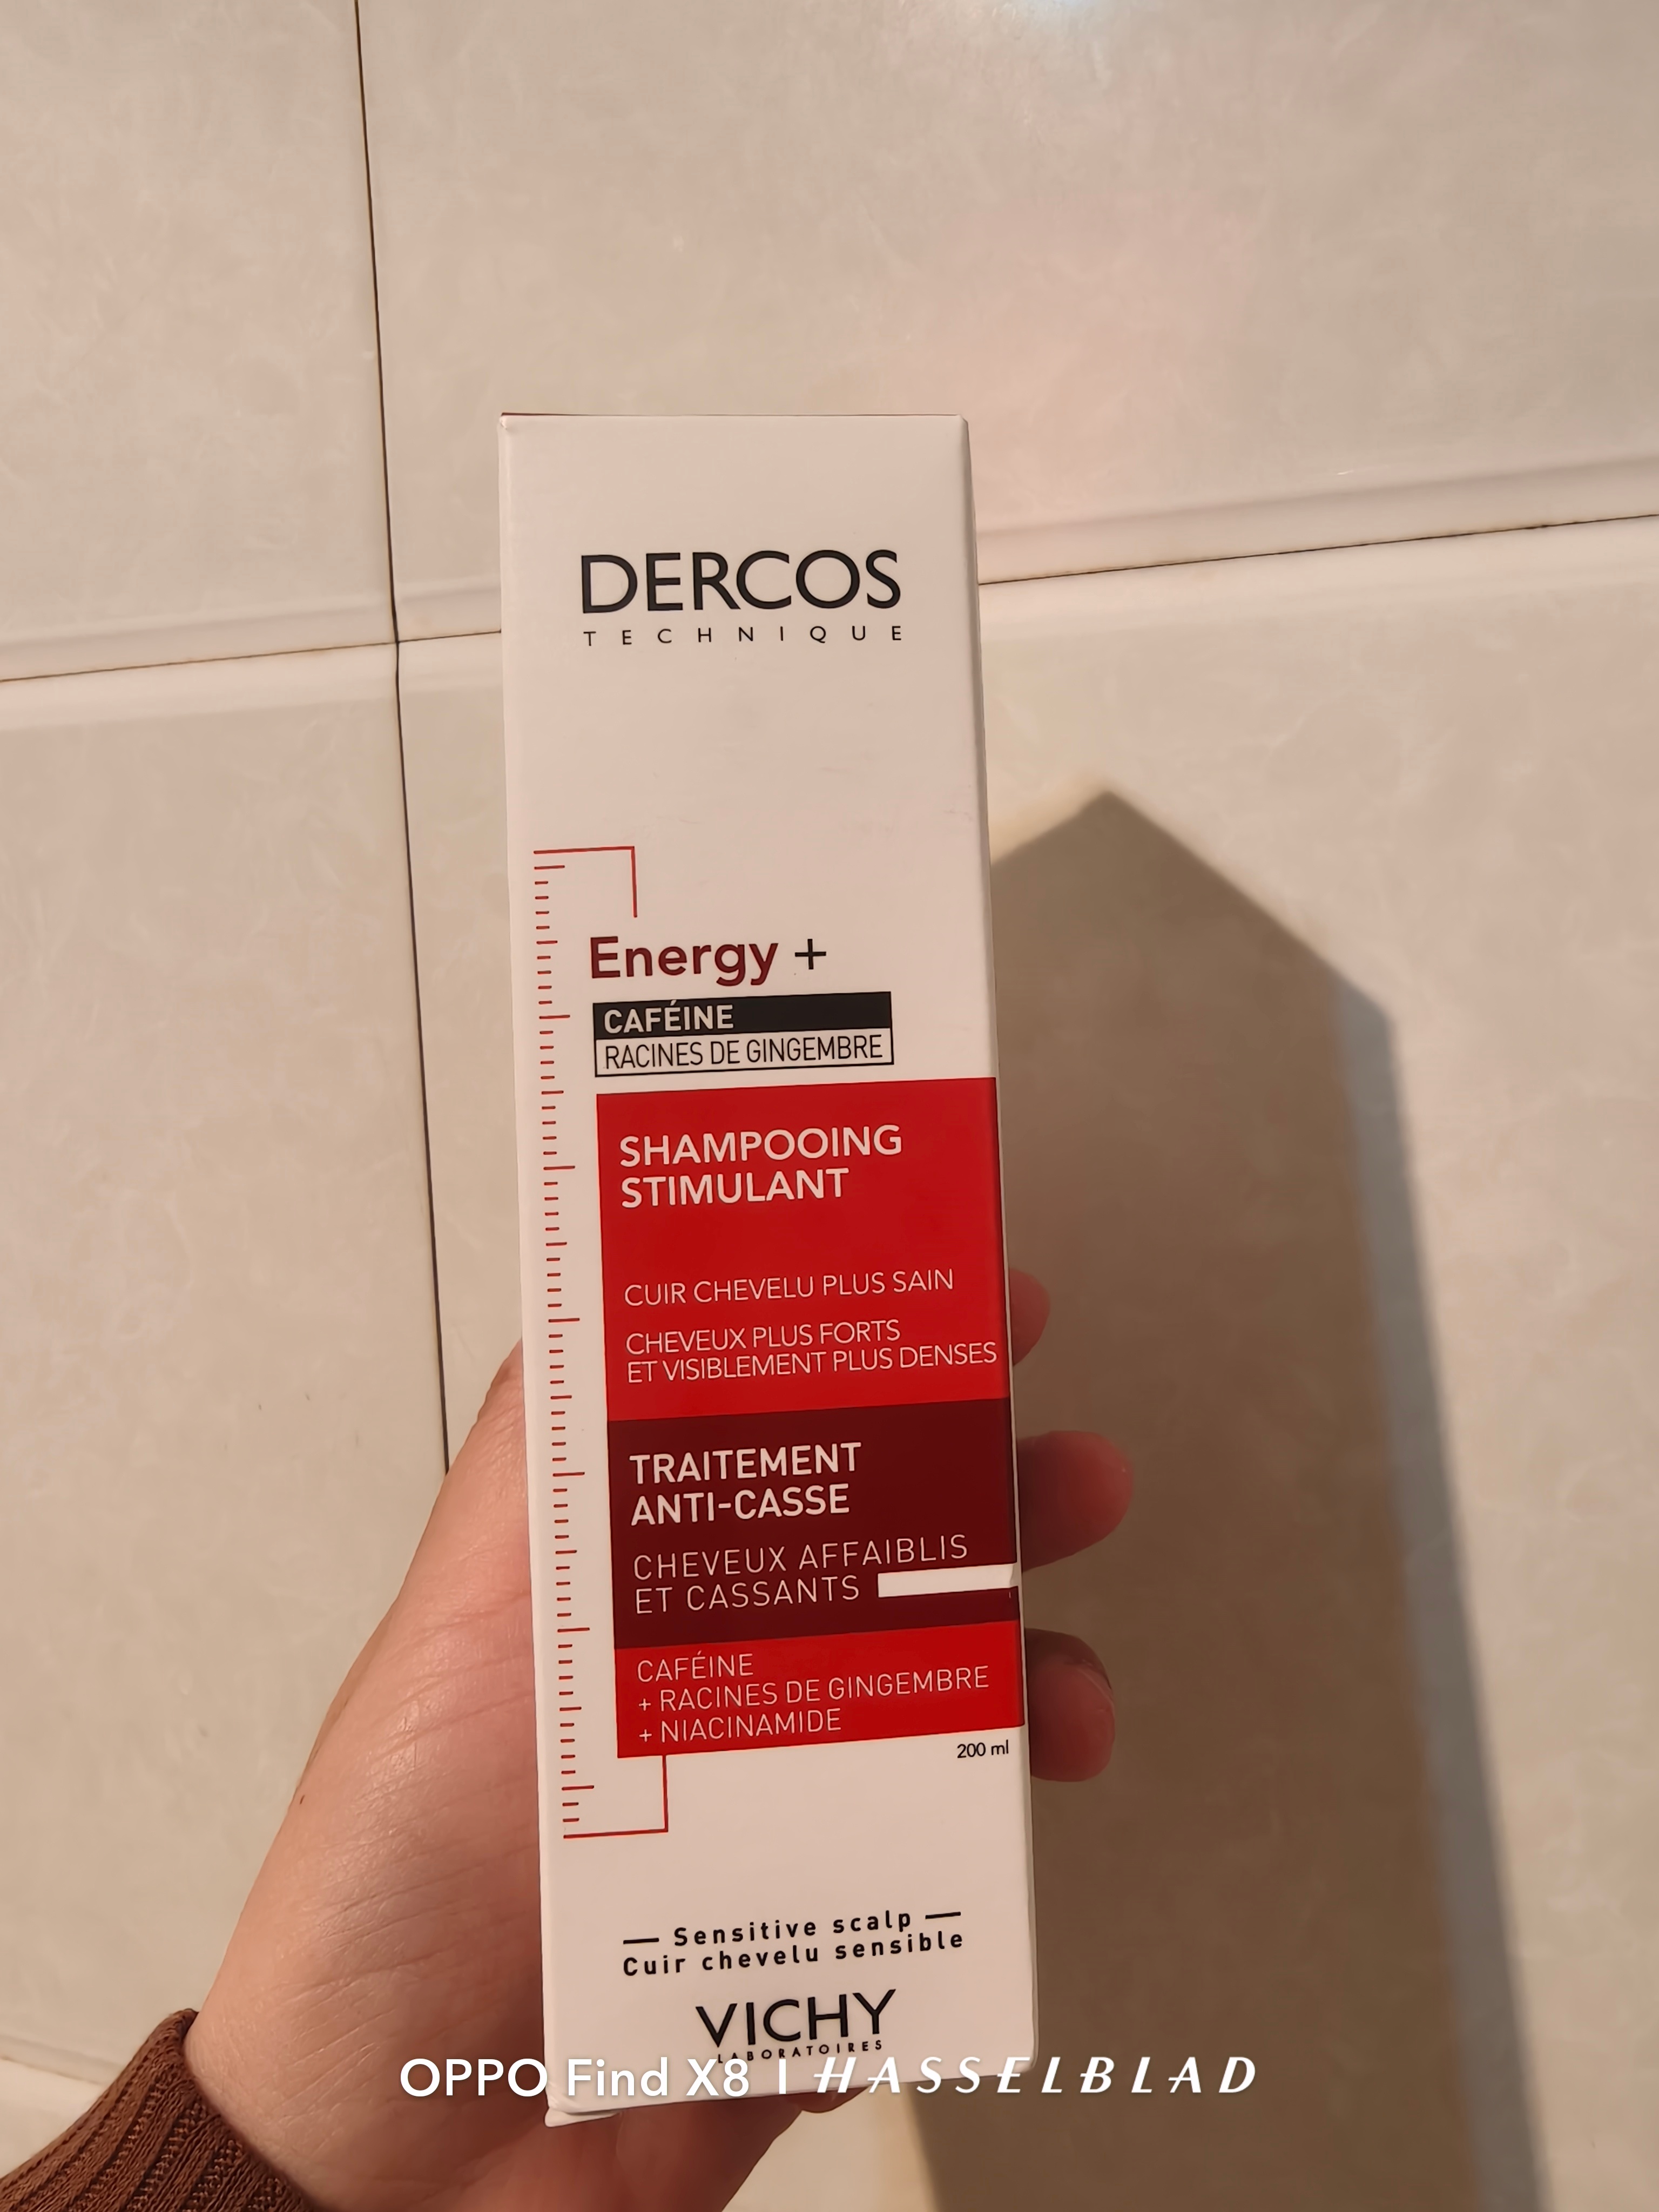 DERCOS
TECHNIQUE
Energy +
CAFÉINE
RACINES DE GINGEMBRE
SHAMPOOING
STIMULANT
CUIR CHEVELU PLUS SAIN
CHEVEUX PLUS FORTS
ET VISIBLEMENT PLUS DENSES
TRAITEMENT
ANTI-CASSE
CHEVEUX AFFAIBLIS
ET CASSANTS
CAFÉINE
+ RACINES DE GINGEMBRE
+ NIACINAMIDE
200 ml
Sensitive scalp
Cuir chevelu sensible
VICHY
LABORATOIRES
OPPO Find X8 | HASSELBLAD